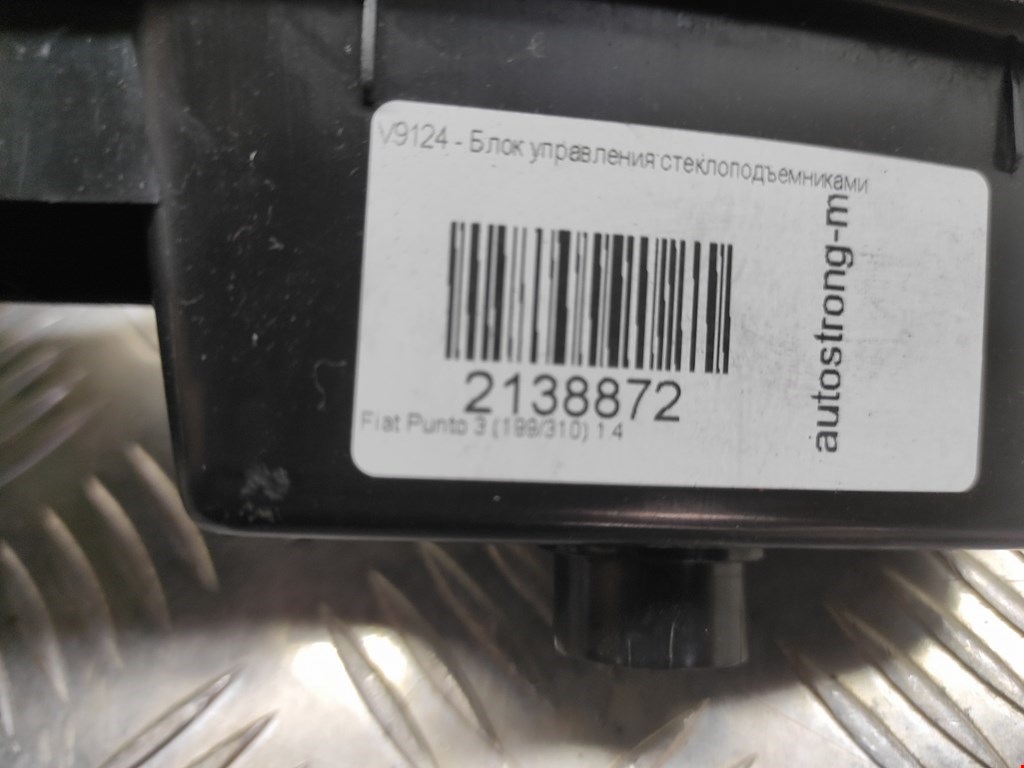 V9124 - Блок управления стеклоподъемниками
2138872
Fiat Punto 3 (199/310) 1.4
autostrong-m